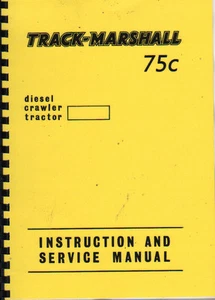 TRACK-MARSHALL
75c
diesel
crawler
tractor
INSTRUCTION AND
SERVICE MANUAL